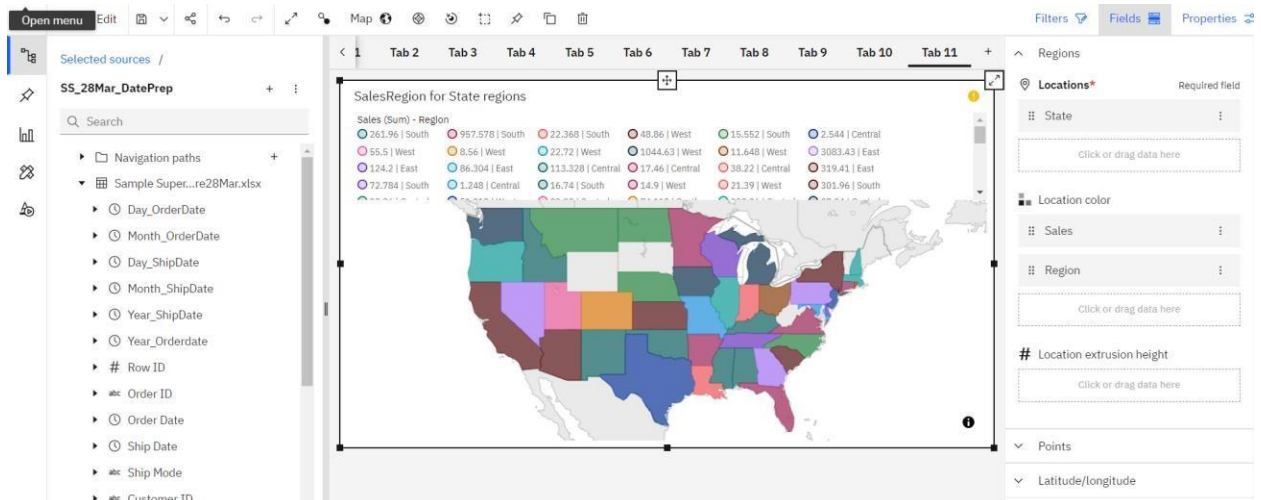 Open menu Edit Map Filters Fields Properties
Selected sources /
SS_28Mar_DatePrep
Search
Navigation paths
Sample Super...re28Mar.xlsx
Day_OrderDate
Month_OrderDate
Day_ShipDate
Month_ShipDate
Year_ShipDate
Year_Orderdate
# Row ID
abc Order ID
Order Date
Ship Date
abc Ship Mode
abc Customer ID
1 Tab 2 Tab 3 Tab 4 Tab 5 Tab 6 Tab 7 Tab 8 Tab 9 Tab 10 Tab 11 +
SalesRegion for State regions
Sales (Sum) - Region
261.96 | South 957.578 | South 22.368 | South 48.86 | West 15.552 | South 2.544 | Central
55.5 | West 8.56 | West 22.72 | West 1044.63 | West 11.648 | West 3083.43 | East
124.2 | East 86.304 | East 113.328 | Central 17.46 | Central 38.22 | Central 319.41 | East
72.784 | South 1.248 | Central 16.74 | South 14.9 | West 21.39 | West 301.96 | South
Regions
Locations* Required field
State
Click or drag data here
Location color
Sales
Region
Click or drag data here
# Location extrusion height
Click or drag data here
Points
Latitude/longitude